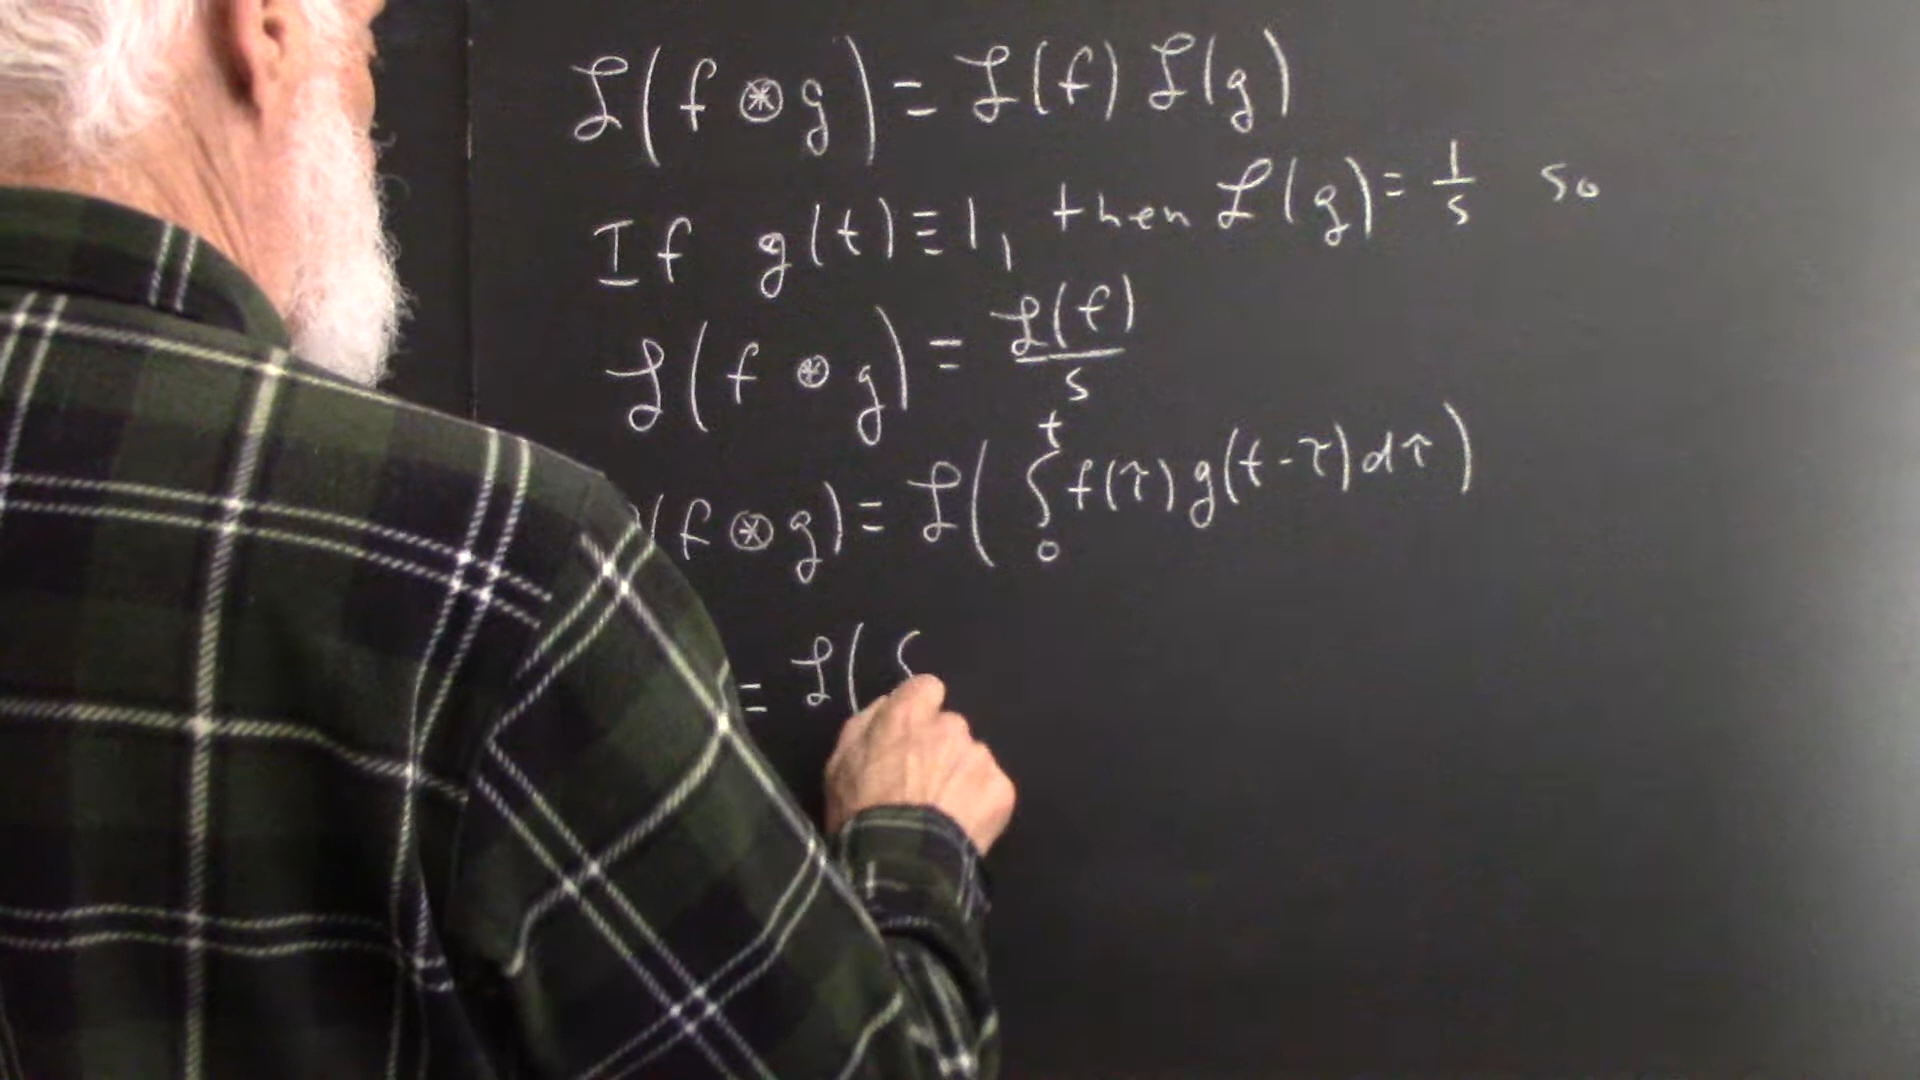 ℒ(f ⊛ g) = ℒ(f) ℒ(g)
If g(t) ≡ 1, then ℒ(g) = 1/s so
ℒ(f ⊛ g) = ℒ(f)/s
(f ⊛ g) = ℒ(∫₀ᵗ f(τ) g(t-τ) dτ)
= ℒ(∫